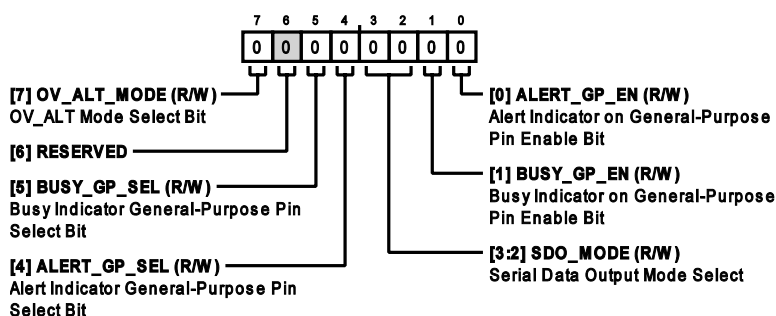 7 6 5 4 3 2 1 0
0 0 0 0 0 0 0 0
[7] OV_ALT_MODE (R/W)
OV_ALT Mode Select Bit
[6] RESERVED
[5] BUSY_GP_SEL (R/W)
Busy Indicator General-Purpose Pin
Select Bit
[4] ALERT_GP_SEL (R/W)
Alert Indicator General-Purpose Pin
Select Bit
[0] ALERT_GP_EN (R/W)
Alert Indicator on General-Purpose
Pin Enable Bit
[1] BUSY_GP_EN (R/W)
Busy Indicator on General-Purpose
Pin Enable Bit
[3:2] SDO_MODE (R/W)
Serial Data Output Mode Select